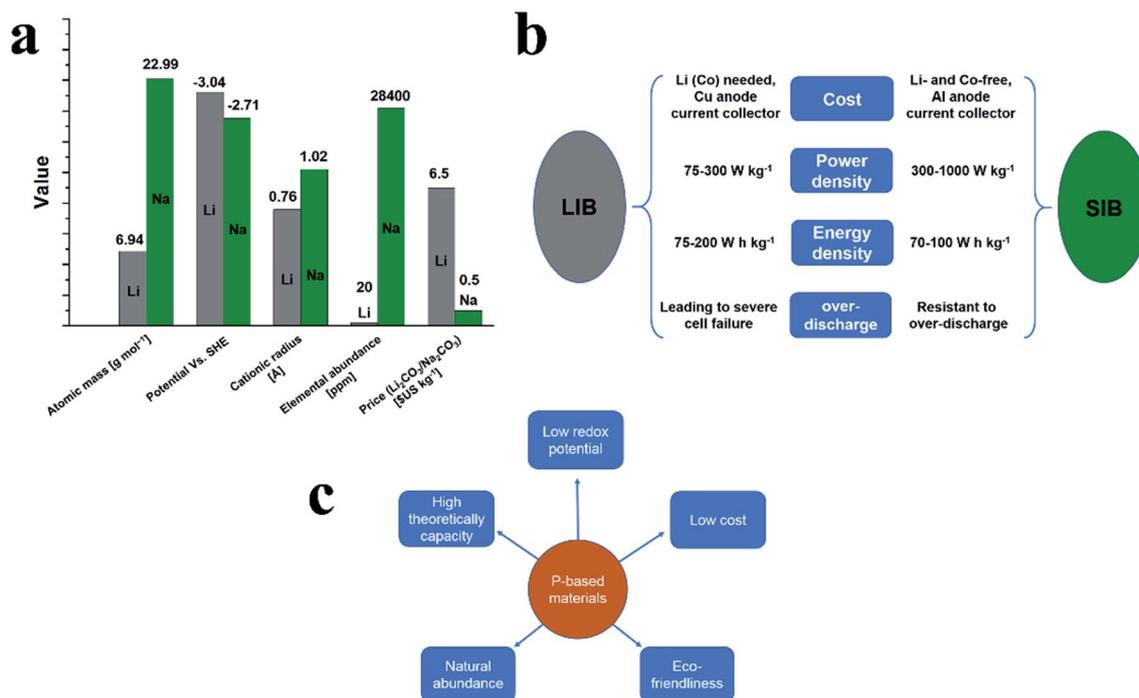 a
Value
6.94
Li
22.99
Na
-3.04
Li
-2.71
Na
0.76
Li
1.02
Na
20
Li
28400
6.5
Li
0.5
Na
Atomic mass [g mol⁻¹]
Potential Vs. SHE
Cationic radius
[A]
Elemental abundance
[ppm]
Price (Li₂CO₃/Na₂CO₃)
[$US kg⁻¹]
b
LIB
Li (Co) needed,
Cu anode
current collector
Cost
Li- and Co-free,
Al anode
current collector
75-300 W kg⁻¹
Power
density
300-1000 W kg⁻¹
75-200 W h kg⁻¹
Energy
density
70-100 W h kg⁻¹
Leading to severe
cell failure
over-
discharge
Resistant to
over-discharge
SIB
c
Low redox
potential
High
theoretically
capacity
Low cost
P-based
materials
Natural
abundance
Eco-
friendliness